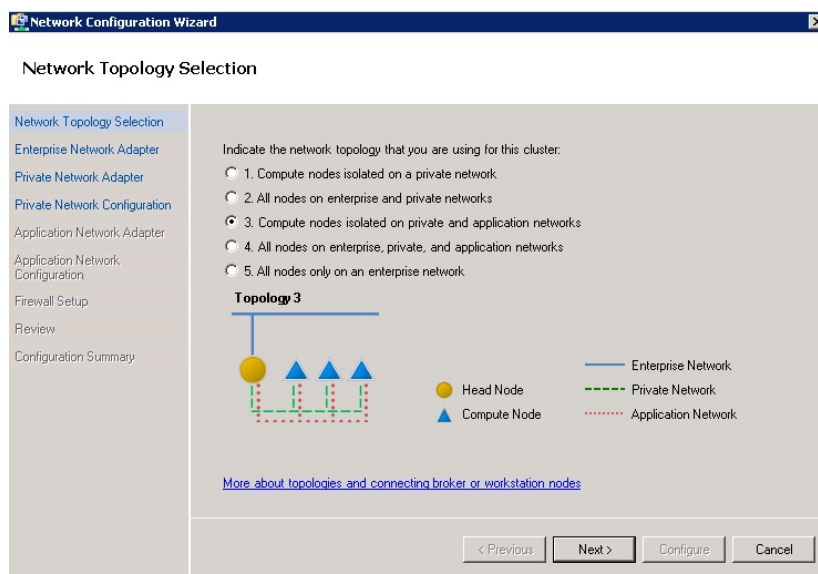 Network Configuration Wizard
Network Topology Selection
Network Topology Selection
Enterprise Network Adapter
Private Network Adapter
Private Network Configuration
Application Network Adapter
Application Network
Configuration
Firewall Setup
Review
Configuration Summary
Indicate the network topology that you are using for this cluster:
1. Compute nodes isolated on a private network
2. All nodes on enterprise and private networks
3. Compute nodes isolated on private and application networks
4. All nodes on enterprise, private, and application networks
5. All nodes only on an enterprise network
Topology 3
Head Node
Compute Node
Enterprise Network
Private Network
Application Network
More about topologies and connecting broker or workstation nodes
< Previous
Next >
Configure
Cancel